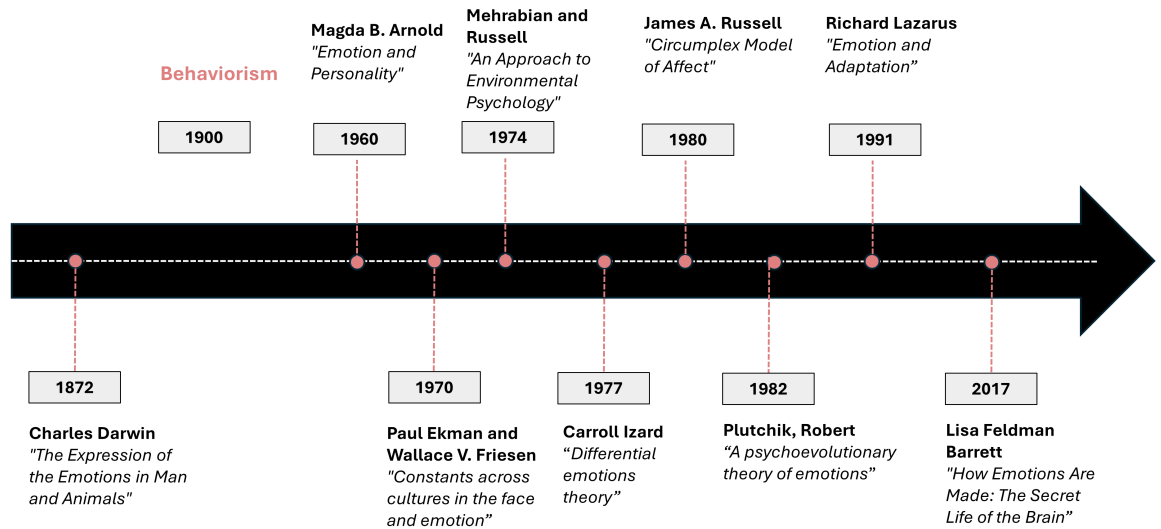 Behaviorism
1900
Magda B. Arnold
"Emotion and
Personality"
1960
Mehrabian and
Russell
"An Approach to
Environmental
Psychology"
1974
James A. Russell
"Circumplex Model
of Affect"
1980
Richard Lazarus
"Emotion and
Adaptation”
1991
1872
Charles Darwin
"The Expression of
the Emotions in Man
and Animals"
1970
Paul Ekman and
Wallace V. Friesen
"Constants across
cultures in the face
and emotion”
1977
Carroll Izard
“Differential
emotions
theory”
1982
Plutchik, Robert
“A psychoevolutionary
theory of emotions”
2017
Lisa Feldman
Barrett
"How Emotions Are
Made: The Secret
Life of the Brain”